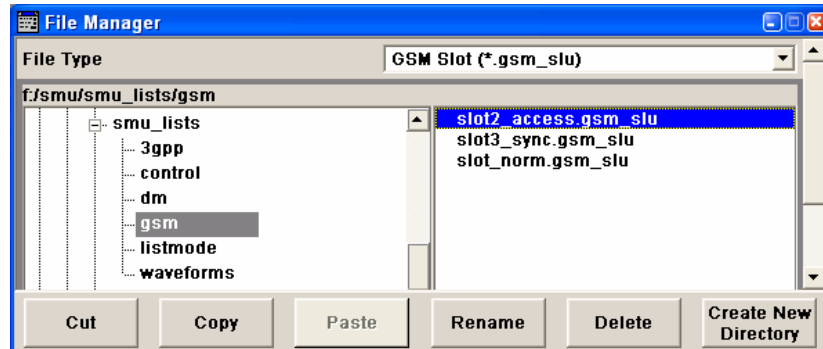 File Manager
File Type
GSM Slot (*.gsm_slu)
f:/smu/smu_lists/gsm
smu_lists
3gpp
control
dm
gsm
listmode
waveforms
slot2_access.gsm_slu
slot3_sync.gsm_slu
slot_norm.gsm_slu
Cut
Copy
Paste
Rename
Delete
Create New
Directory